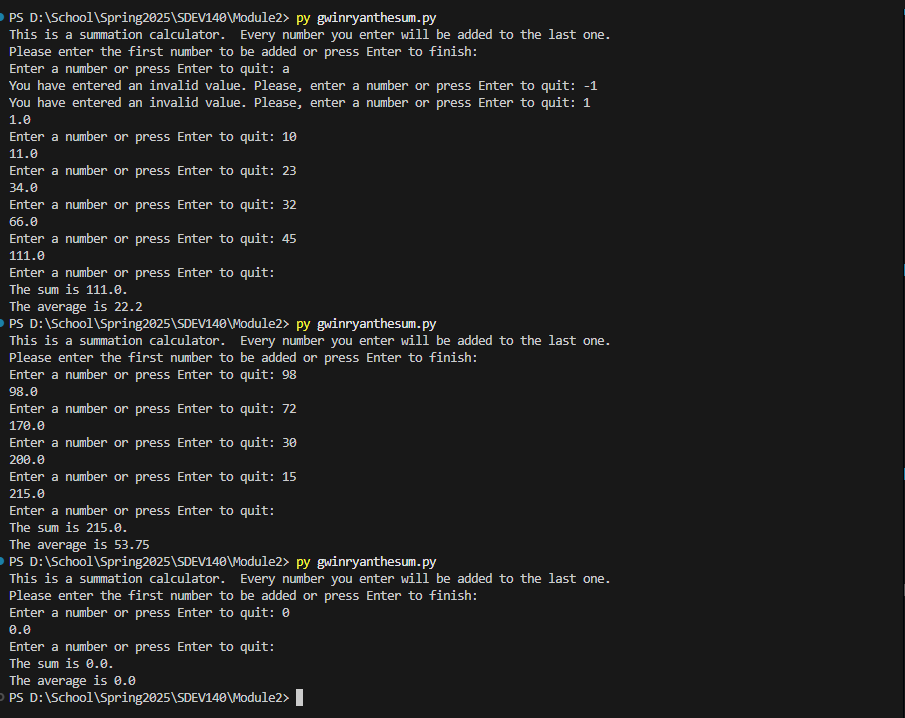 PS D:\School\Spring2025\SDEV140\Module2> py gwinryanthesum.py
This is a summation calculator.  Every number you enter will be added to the last one.
Please enter the first number to be added or press Enter to finish:
Enter a number or press Enter to quit: a
You have entered an invalid value. Please, enter a number or press Enter to quit: -1
You have entered an invalid value. Please, enter a number or press Enter to quit: 1
1.0
Enter a number or press Enter to quit: 10
11.0
Enter a number or press Enter to quit: 23
34.0
Enter a number or press Enter to quit: 32
66.0
Enter a number or press Enter to quit: 45
111.0
Enter a number or press Enter to quit:
The sum is 111.0.
The average is 22.2
PS D:\School\Spring2025\SDEV140\Module2> py gwinryanthesum.py
This is a summation calculator.  Every number you enter will be added to the last one.
Please enter the first number to be added or press Enter to finish:
Enter a number or press Enter to quit: 98
98.0
Enter a number or press Enter to quit: 72
170.0
Enter a number or press Enter to quit: 30
200.0
Enter a number or press Enter to quit: 15
215.0
Enter a number or press Enter to quit:
The sum is 215.0.
The average is 53.75
PS D:\School\Spring2025\SDEV140\Module2> py gwinryanthesum.py
This is a summation calculator.  Every number you enter will be added to the last one.
Please enter the first number to be added or press Enter to finish:
Enter a number or press Enter to quit: 0
0.0
Enter a number or press Enter to quit:
The sum is 0.0.
The average is 0.0
PS D:\School\Spring2025\SDEV140\Module2>